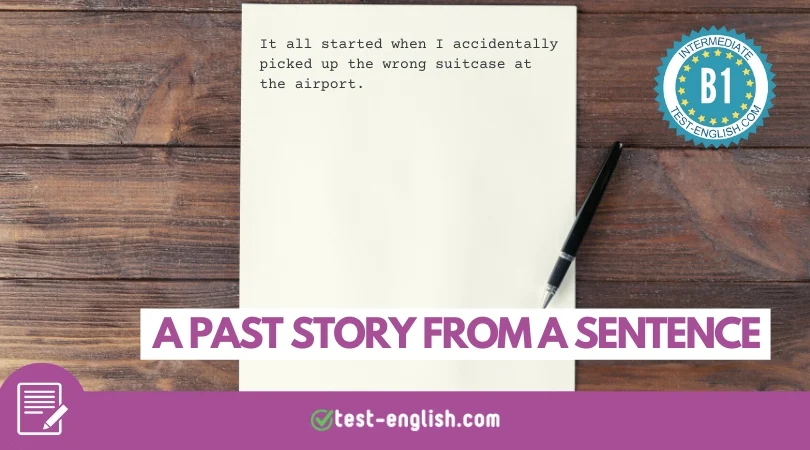 It all started when I accidentally
picked up the wrong suitcase at
the airport.
INTERMEDIATE
B1
TEST-ENGLISH.COM
A PAST STORY FROM A SENTENCE
test-english.com